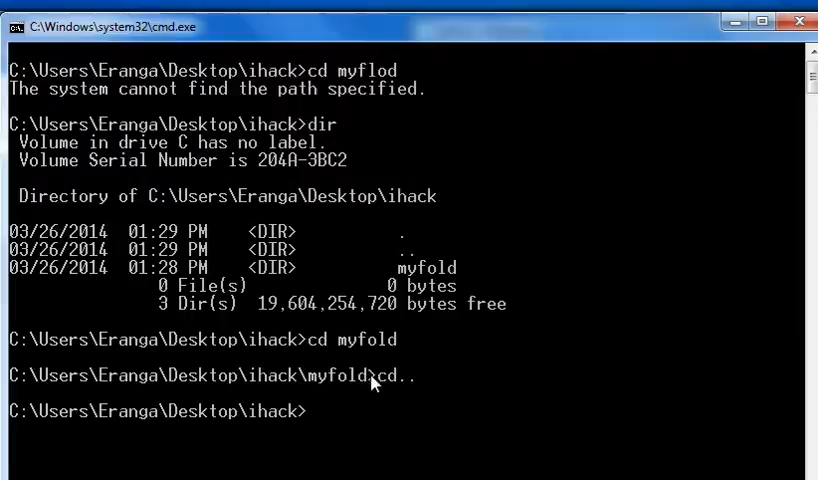 C:\Windows\system32\cmd.exe
C:\Users\Eranga\Desktop\ihack>cd myflod
The system cannot find the path specified.
C:\Users\Eranga\Desktop\ihack>dir
Volume in drive C has no label.
Volume Serial Number is 204A-3BC2
Directory of C:\Users\Eranga\Desktop\ihack
03/26/2014  01:29 PM    <DIR>          .
03/26/2014  01:29 PM    <DIR>          ..
03/26/2014  01:28 PM    <DIR>          myfold
0 File(s)              0 bytes
3 Dir(s)  19,604,254,720 bytes free
C:\Users\Eranga\Desktop\ihack>cd myfold
C:\Users\Eranga\Desktop\ihack\myfold>cd..
C:\Users\Eranga\Desktop\ihack>